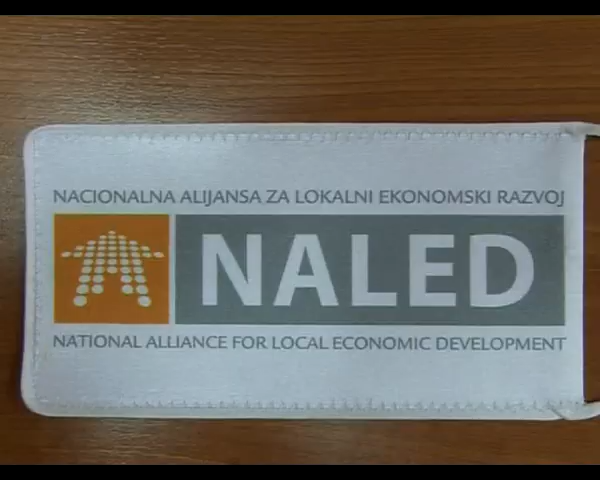 NACIONALNA ALIJANSA ZA LOKALNI EKONOMSKI RAZVOJ
NALED
NATIONAL ALLIANCE FOR LOCAL ECONOMIC DEVELOPMENT